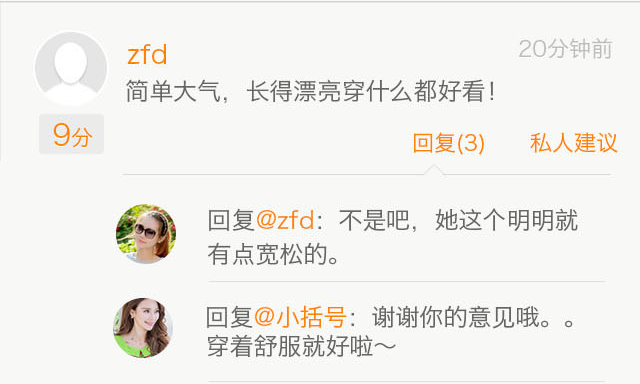 zfd
20分钟前
简单大气，长得漂亮穿什么都好看！
9分
回复(3)
私人建议
回复@zfd：不是吧，她这个明明就
有点宽松的。
回复@小括号：谢谢你的意见哦。。
穿着舒服就好啦～